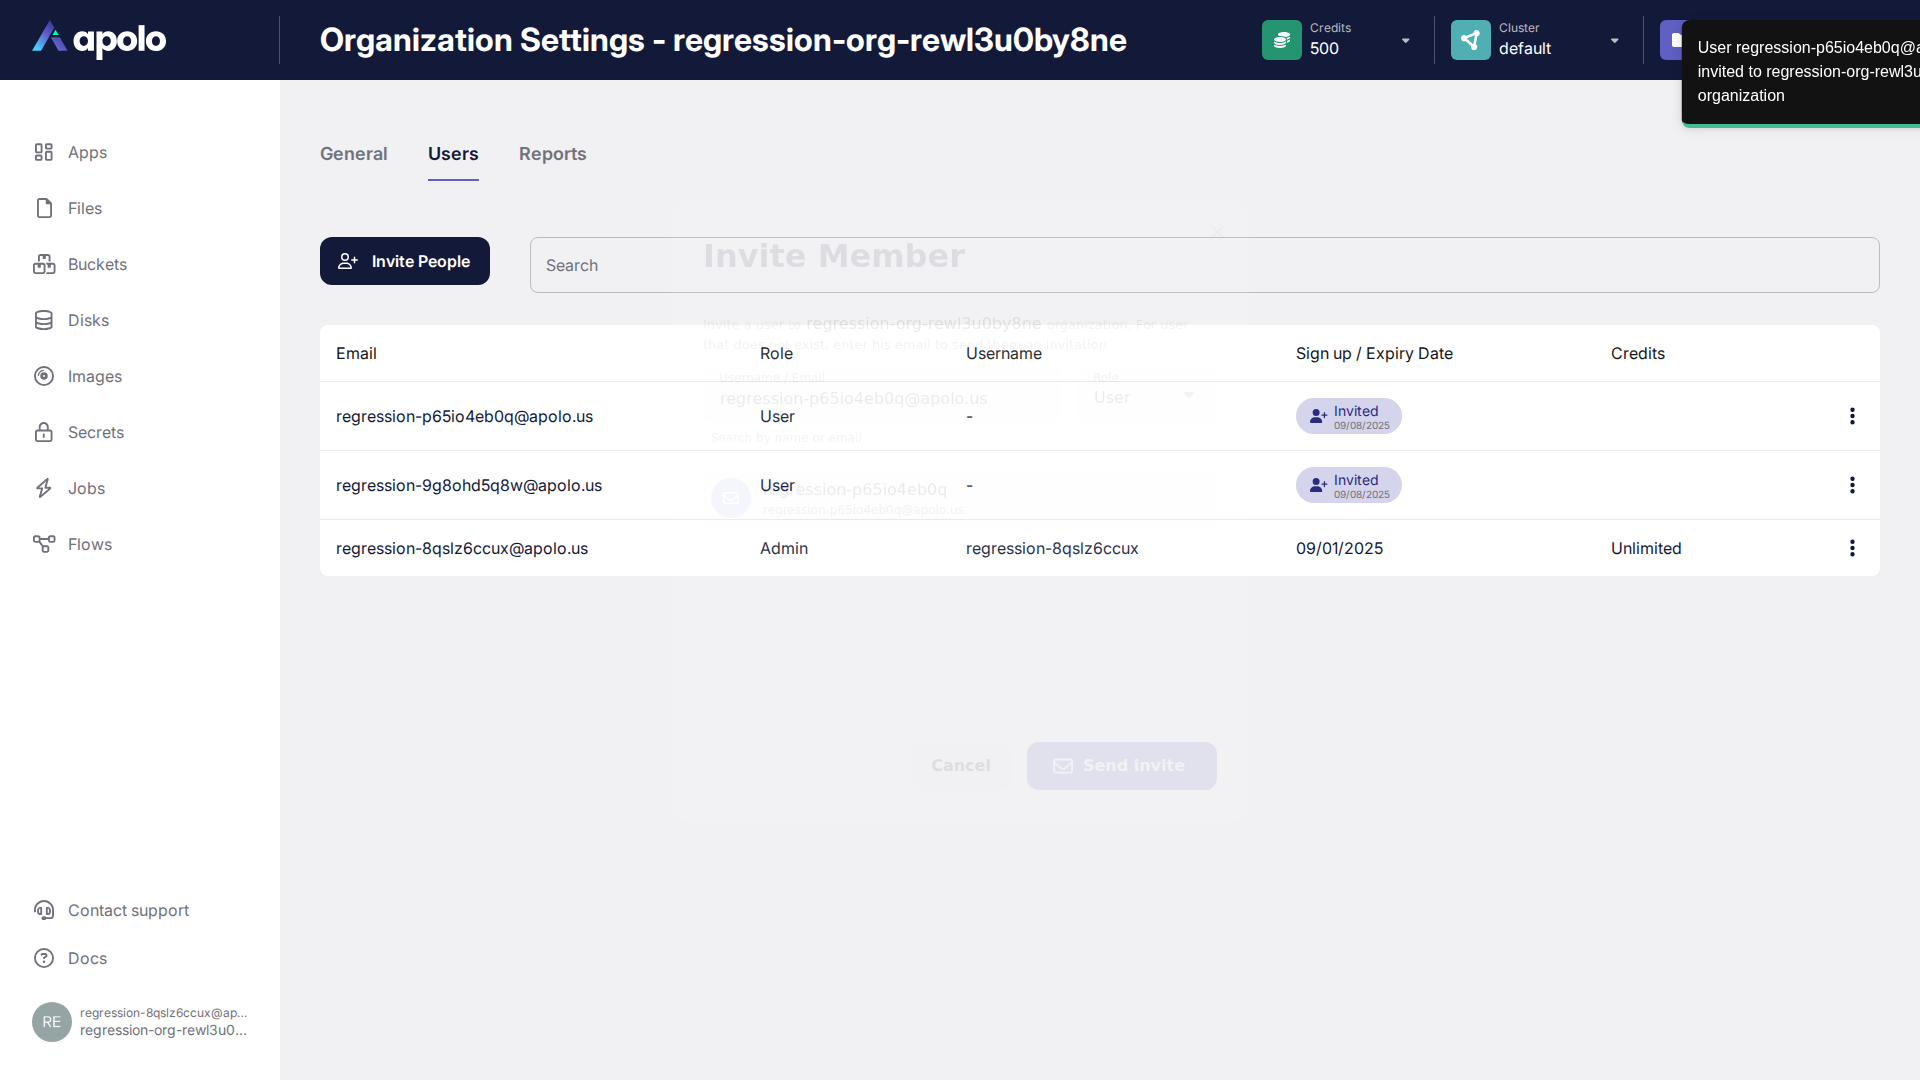 apolo
Organization Settings - regression-org-rewl3u0by8ne
Credits
500
Cluster
default
User regression-p65io4eb0q@a
invited to regression-org-rewl3u
organization
Apps
Files
Buckets
Disks
Images
Secrets
Jobs
Flows
Contact support
Docs
RE
regression-8qslz6ccux@ap...
regression-org-rewl3u0...
General
Users
Reports
Invite People
Search
Email
Role
Username
Sign up / Expiry Date
Credits
regression-p65io4eb0q@apolo.us
User
-
Invited
09/08/2025
regression-9g8ohd5q8w@apolo.us
User
-
Invited
09/08/2025
regression-8qslz6ccux@apolo.us
Admin
regression-8qslz6ccux
09/01/2025
Unlimited
Invite Member
Invite a user to regression-org-rewl3u0by8ne organization. For user
that does not exist, enter his email to send them an invitation
Username / Email
regression-p65io4eb0q@apolo.us
Role
User
Search by name or email
regression-p65io4eb0q
regression-p65io4eb0q@apolo.us
Cancel
Send invite